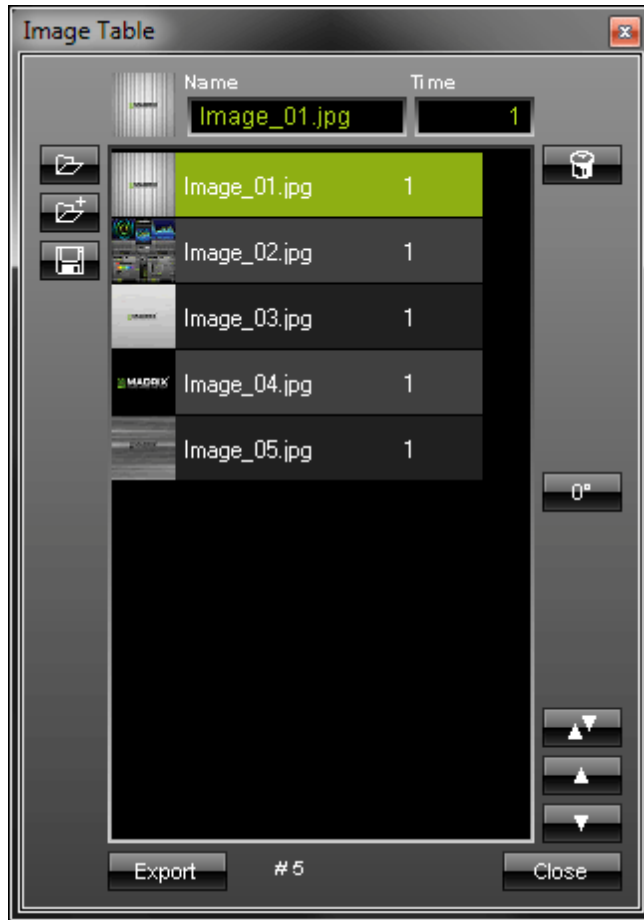 Image Table
Name Time
Image_01.jpg 1
Image_01.jpg 1
Image_02.jpg 1
Image_03.jpg 1
MADRIX
Image_04.jpg 1
Image_05.jpg 1
0°
Export #5 Close